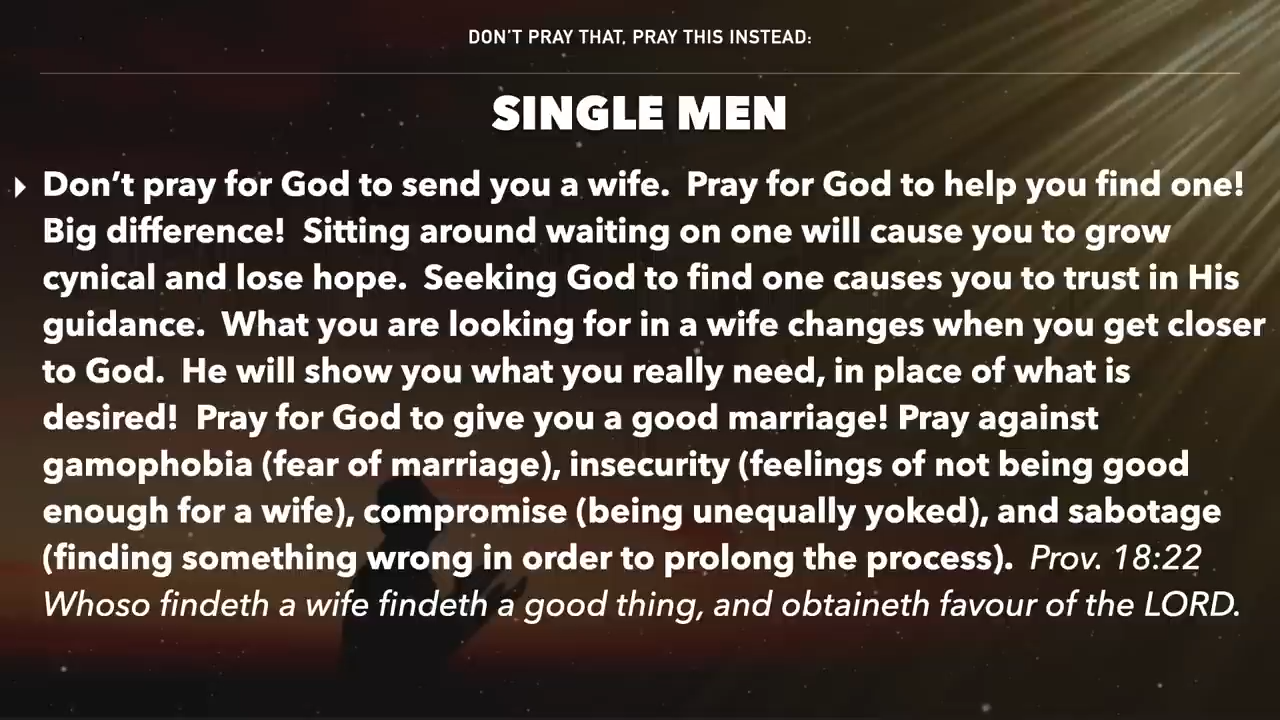 DON'T PRAY THAT, PRAY THIS INSTEAD:
SINGLE MEN
Don't pray for God to send you a wife.  Pray for God to help you find one!
Big difference!  Sitting around waiting on one will cause you to grow
cynical and lose hope.  Seeking God to find one causes you to trust in His
guidance.  What you are looking for in a wife changes when you get closer
to God.  He will show you what you really need, in place of what is
desired!  Pray for God to give you a good marriage! Pray against
gamophobia (fear of marriage), insecurity (feelings of not being good
enough for a wife), compromise (being unequally yoked), and sabotage
(finding something wrong in order to prolong the process).  Prov. 18:22
Whoso findeth a wife findeth a good thing, and obtaineth favour of the LORD.